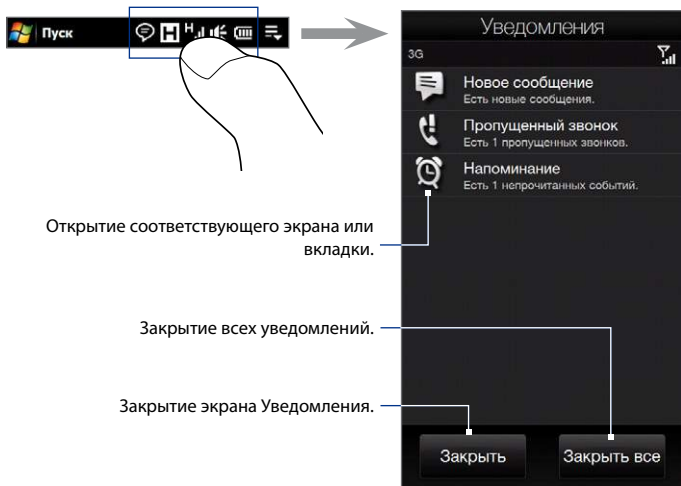 Пуск
H
H
Уведомления
3G
Новое сообщение
Есть новые сообщения.
Пропущенный звонок
Есть 1 пропущенных звонков.
Напоминание
Есть 1 непрочитанных событий.
Открытие соответствующего экрана или
вкладки.
Закрытие всех уведомлений.
Закрытие экрана Уведомления.
Закрыть
Закрыть все